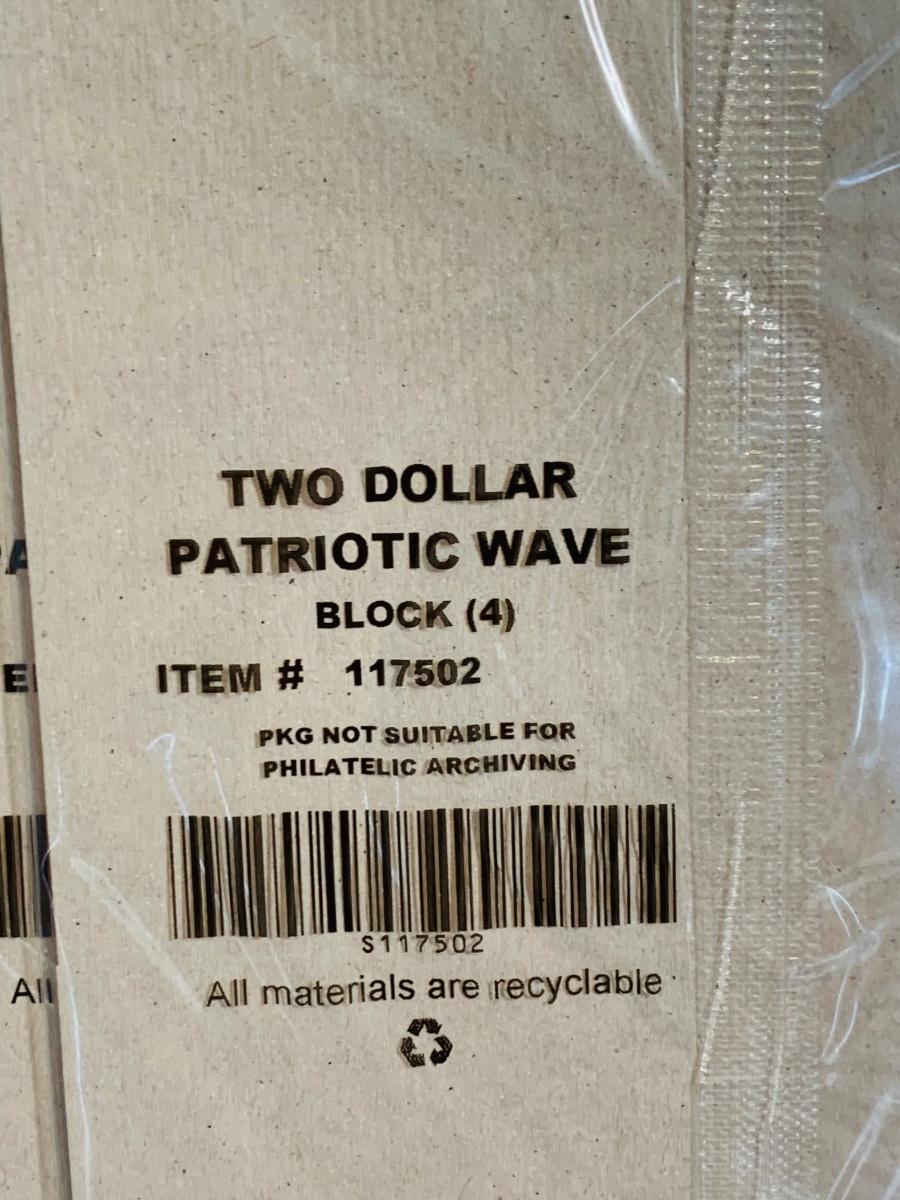 TWO DOLLAR
PATRIOTIC WAVE
BLOCK (4)
ITEM # 117502
PKG NOT SUITABLE FOR
PHILATELIC ARCHIVING
S117502
All materials are recyclable
All